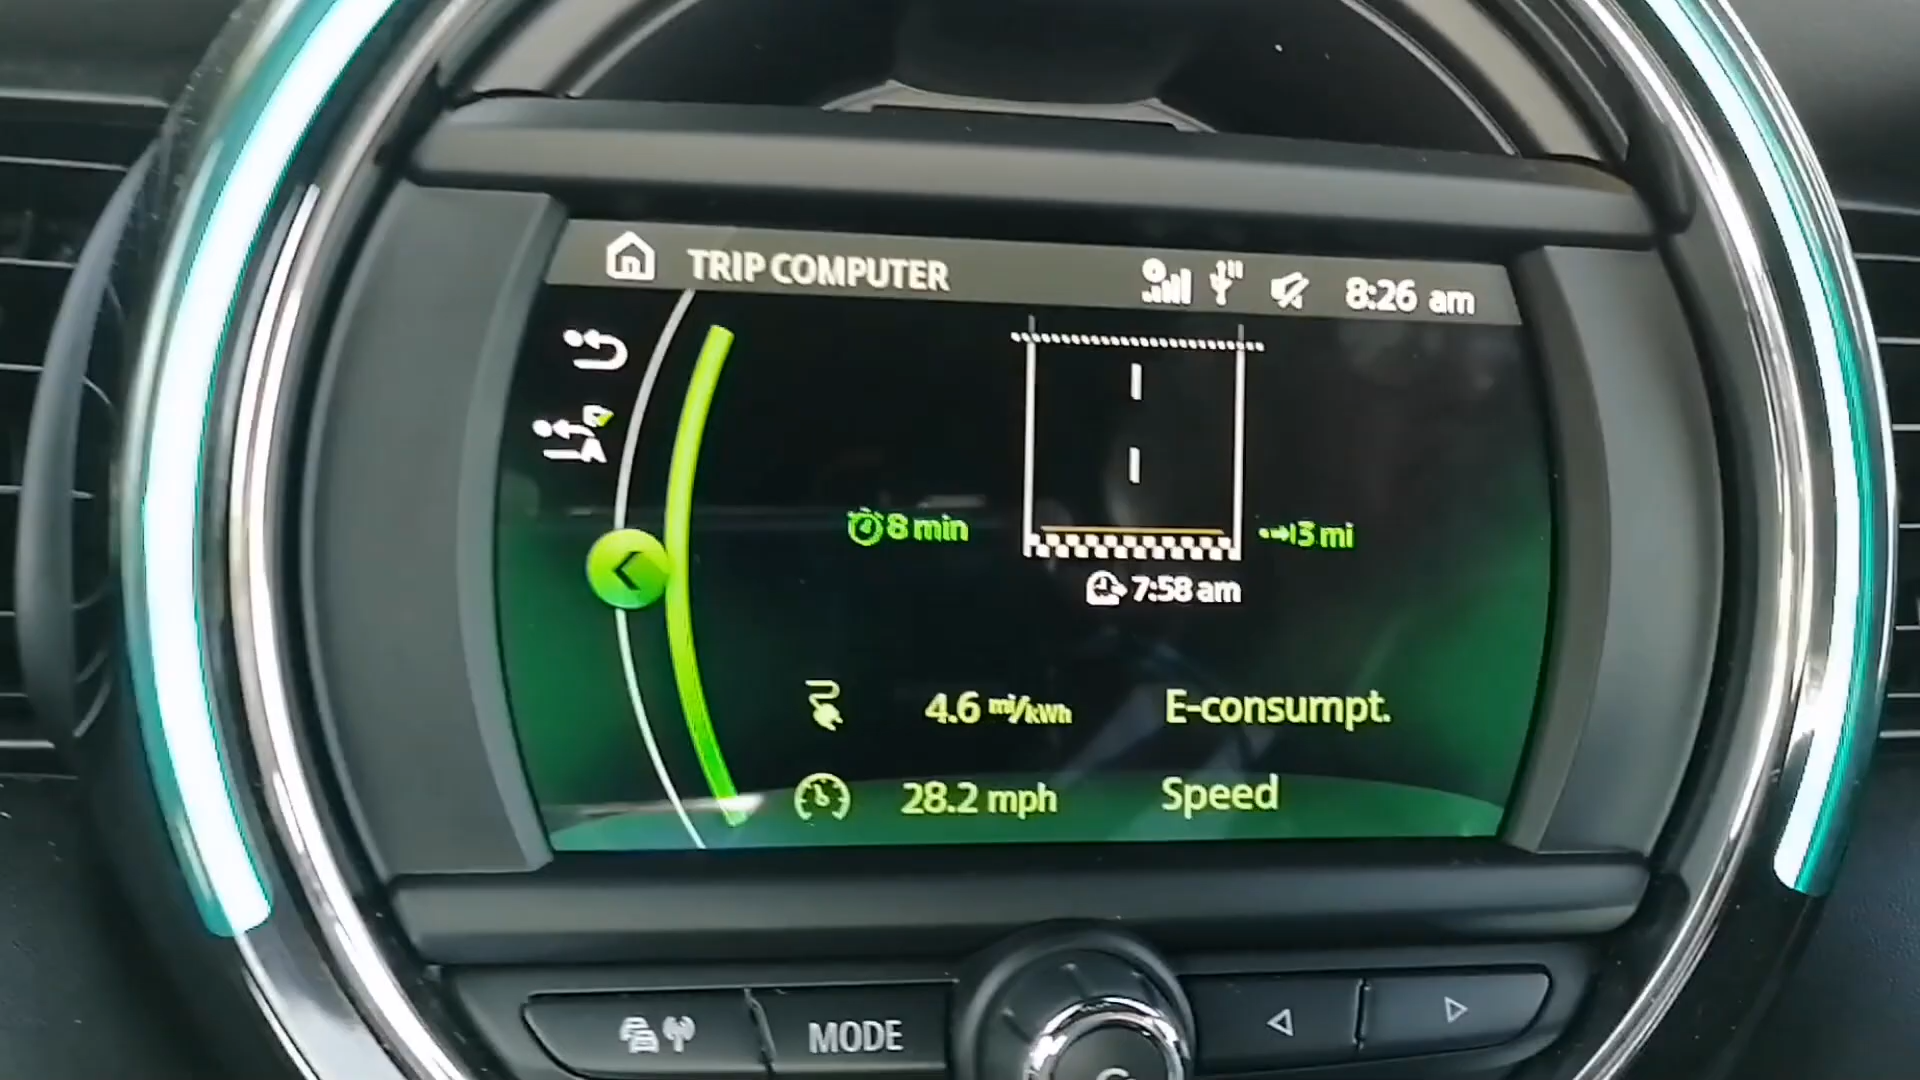 TRIP COMPUTER 8:26 am
8 min
3 mi
7:58 am
4.6 mi/kWh E-consumpt.
28.2 mph Speed
MODE